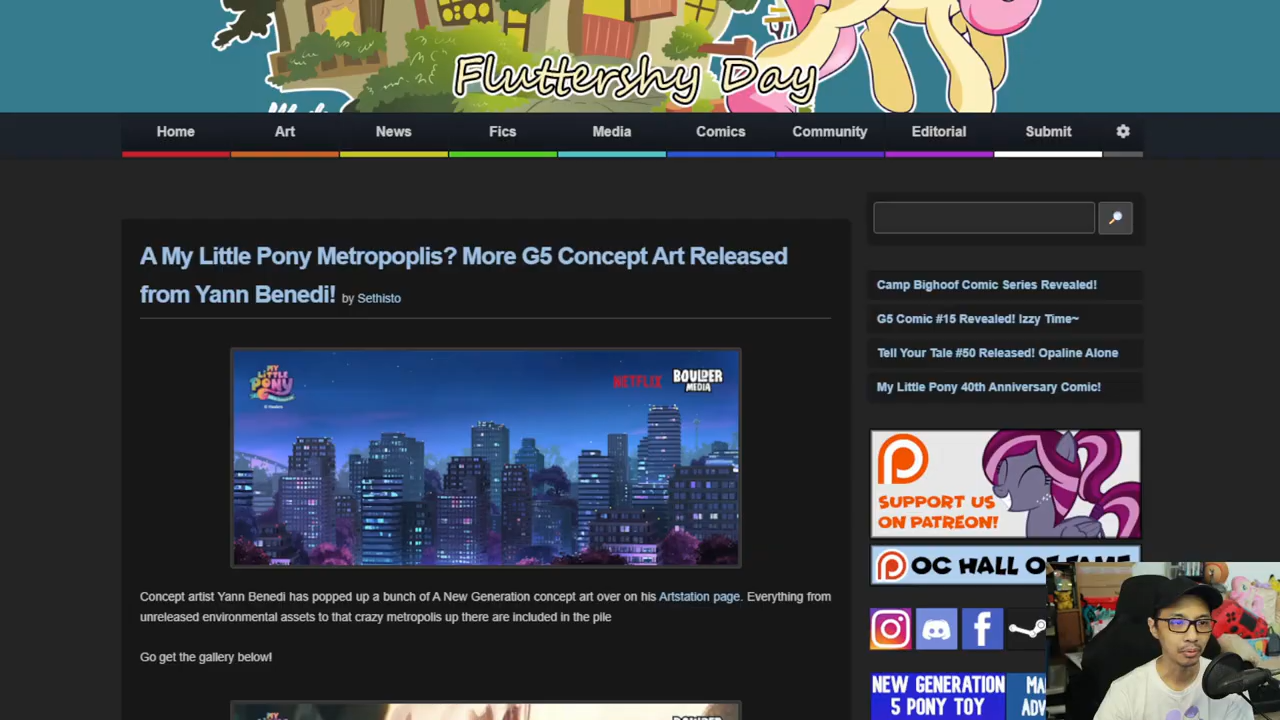 Fluttershy Day
Home
Art
News
Fics
Media
Comics
Community
Editorial
Submit
A My Little Pony Metropoplis? More G5 Concept Art Released
from Yann Benedi! by Sethisto
MY
LITTLE
PONY
NETFLIX
BOULDER
MEDIA
Concept artist Yann Benedi has popped up a bunch of A New Generation concept art over on his Artstation page. Everything from
unreleased environmental assets to that crazy metropolis up there are included in the pile
Go get the gallery below!
Camp Bighoof Comic Series Revealed!
G5 Comic #15 Revealed! Izzy Time~
Tell Your Tale #50 Released! Opaline Alone
My Little Pony 40th Anniversary Comic!
SUPPORT US
ON PATREON!
OC HALL OF FAME
NEW GENERATION
5 PONY TOY